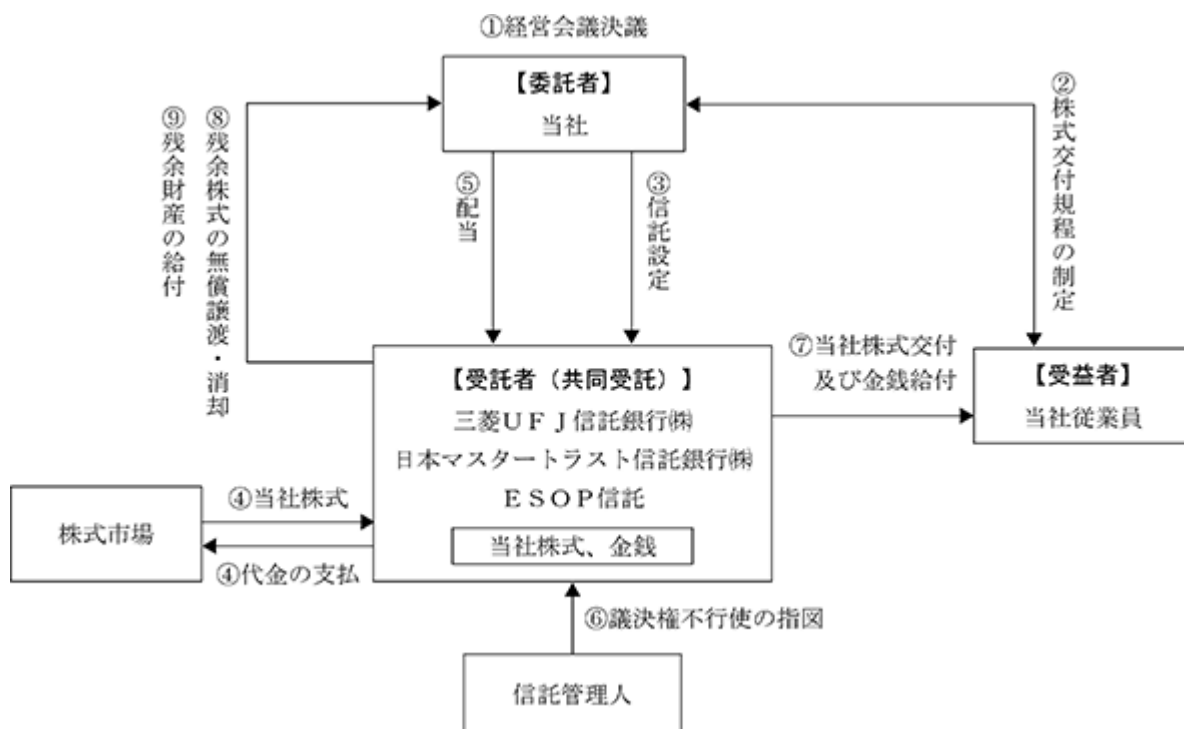 ①経営会議決議
【委託者】
当社
②株式交付規程の制定
③信託設定
⑤配当
⑧残余株式の無償譲渡・消却
⑨残余財産の給付
【受託者（共同受託）】
三菱ＵＦＪ信託銀行㈱
日本マスタートラスト信託銀行㈱
ＥＳＯＰ信託
当社株式、金銭
⑦当社株式交付
及び金銭給付
【受益者】
当社従業員
株式市場
④当社株式
④代金の支払
⑥議決権不行使の指図
信託管理人